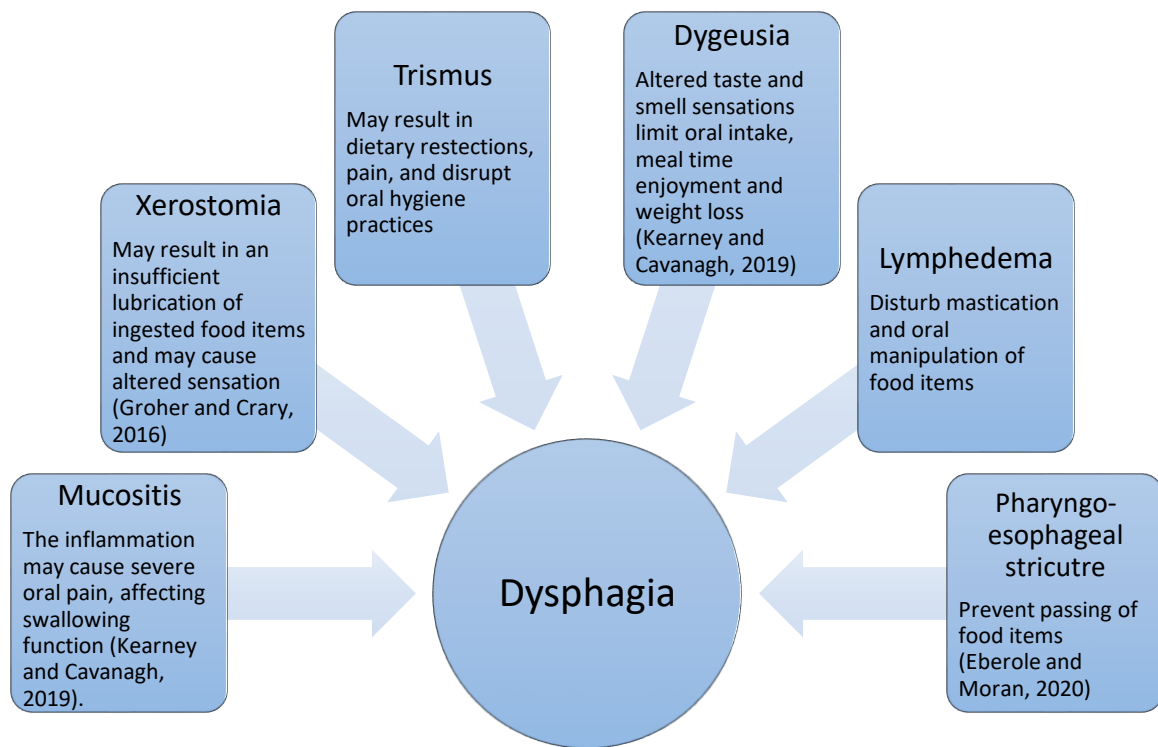 Mucositis
The inflammation
may cause severe
oral pain, affecting
swallowing
function (Kearney
and Cavanagh,
2019).
Xerostomia
May result in an
insufficient
lubrication of
ingested food items
and may cause
altered sensation
(Groher and Crary,
2016)
Trismus
May result in
dietary restections,
pain, and disrupt
oral hygiene
practices
Dygeusia
Altered taste and
smell sensations
limit oral intake,
meal time
enjoyment and
weight loss
(Kearney and
Cavanagh, 2019)
Lymphedema
Disturb mastication
and oral
manipulation of
food items
Pharyngo-
esophageal
stricutre
Prevent passing of
food items
(Eberole and
Moran, 2020)
Dysphagia